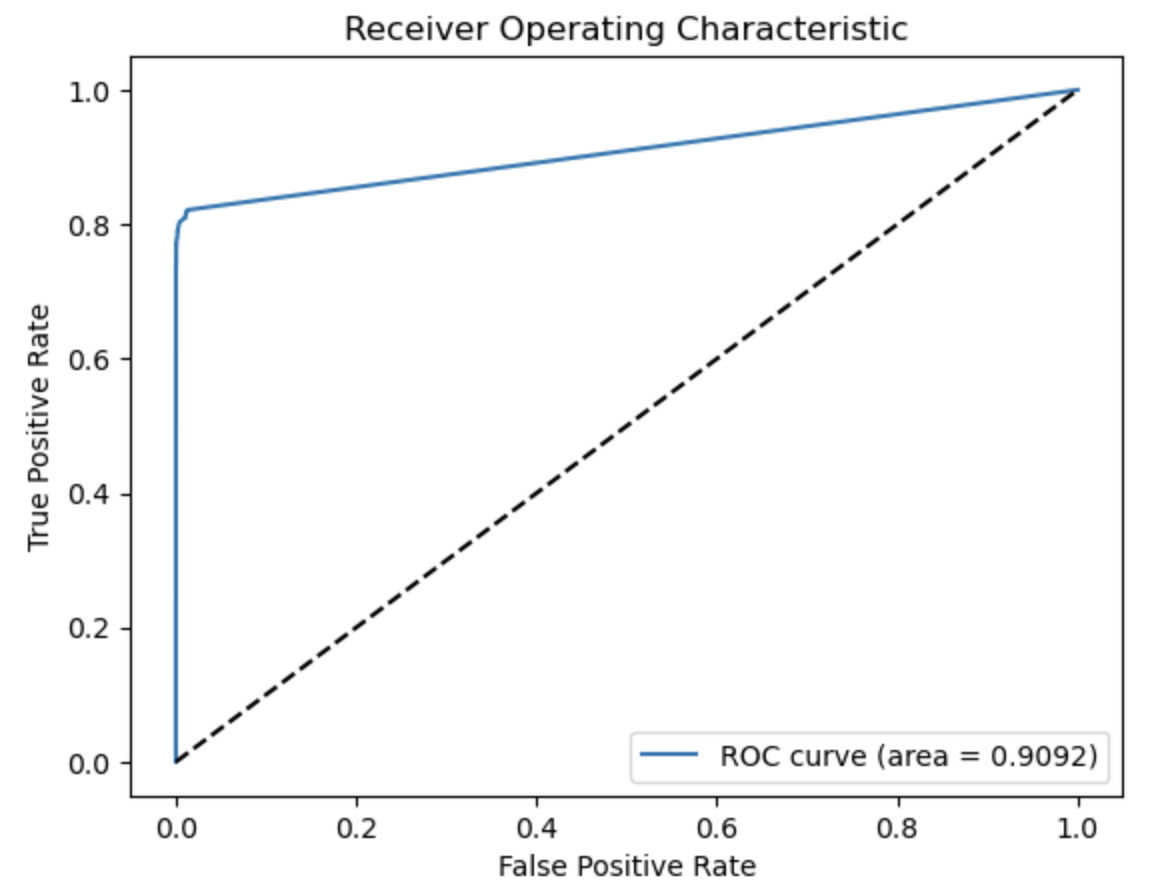 Receiver Operating Characteristic
1.0
0.8
0.6
0.4
0.2
0.0
True Positive Rate
ROC curve (area = 0.9092)
0.0 0.2 0.4 0.6 0.8 1.0
False Positive Rate